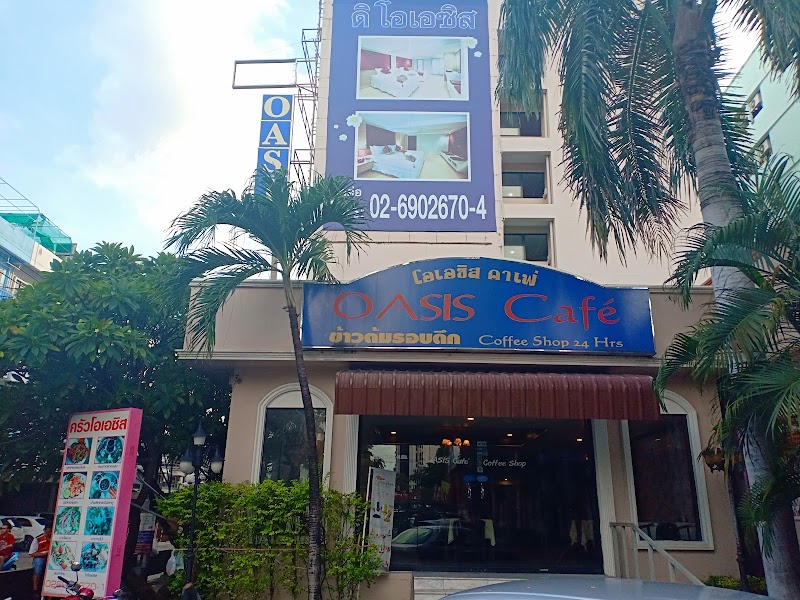 ดิ โอเอซิส
OAS
02-6902670-4
โอเอซิส คาเฟ่
OASIS Café
ข้าวต้มรอบดึก
Coffee Shop 24 Hrs
OASIS Cafe Coffee Shop
ครัวโอเอซิส